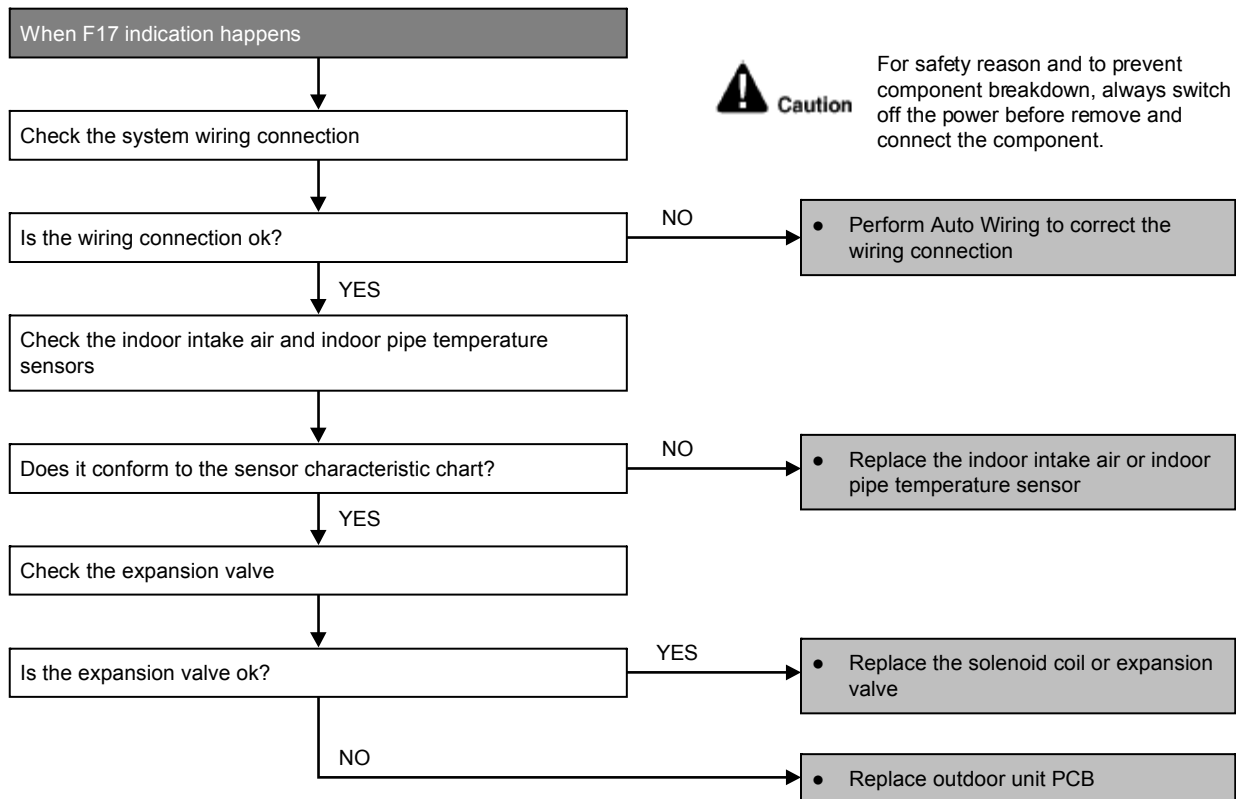 When F17 indication happens
Caution
For safety reason and to prevent
component breakdown, always switch
off the power before remove and
connect the component.
Check the system wiring connection
Is the wiring connection ok?
NO
● Perform Auto Wiring to correct the
wiring connection
YES
Check the indoor intake air and indoor pipe temperature
sensors
Does it conform to the sensor characteristic chart?
NO
● Replace the indoor intake air or indoor
pipe temperature sensor
YES
Check the expansion valve
Is the expansion valve ok?
YES
● Replace the solenoid coil or expansion
valve
NO
● Replace outdoor unit PCB